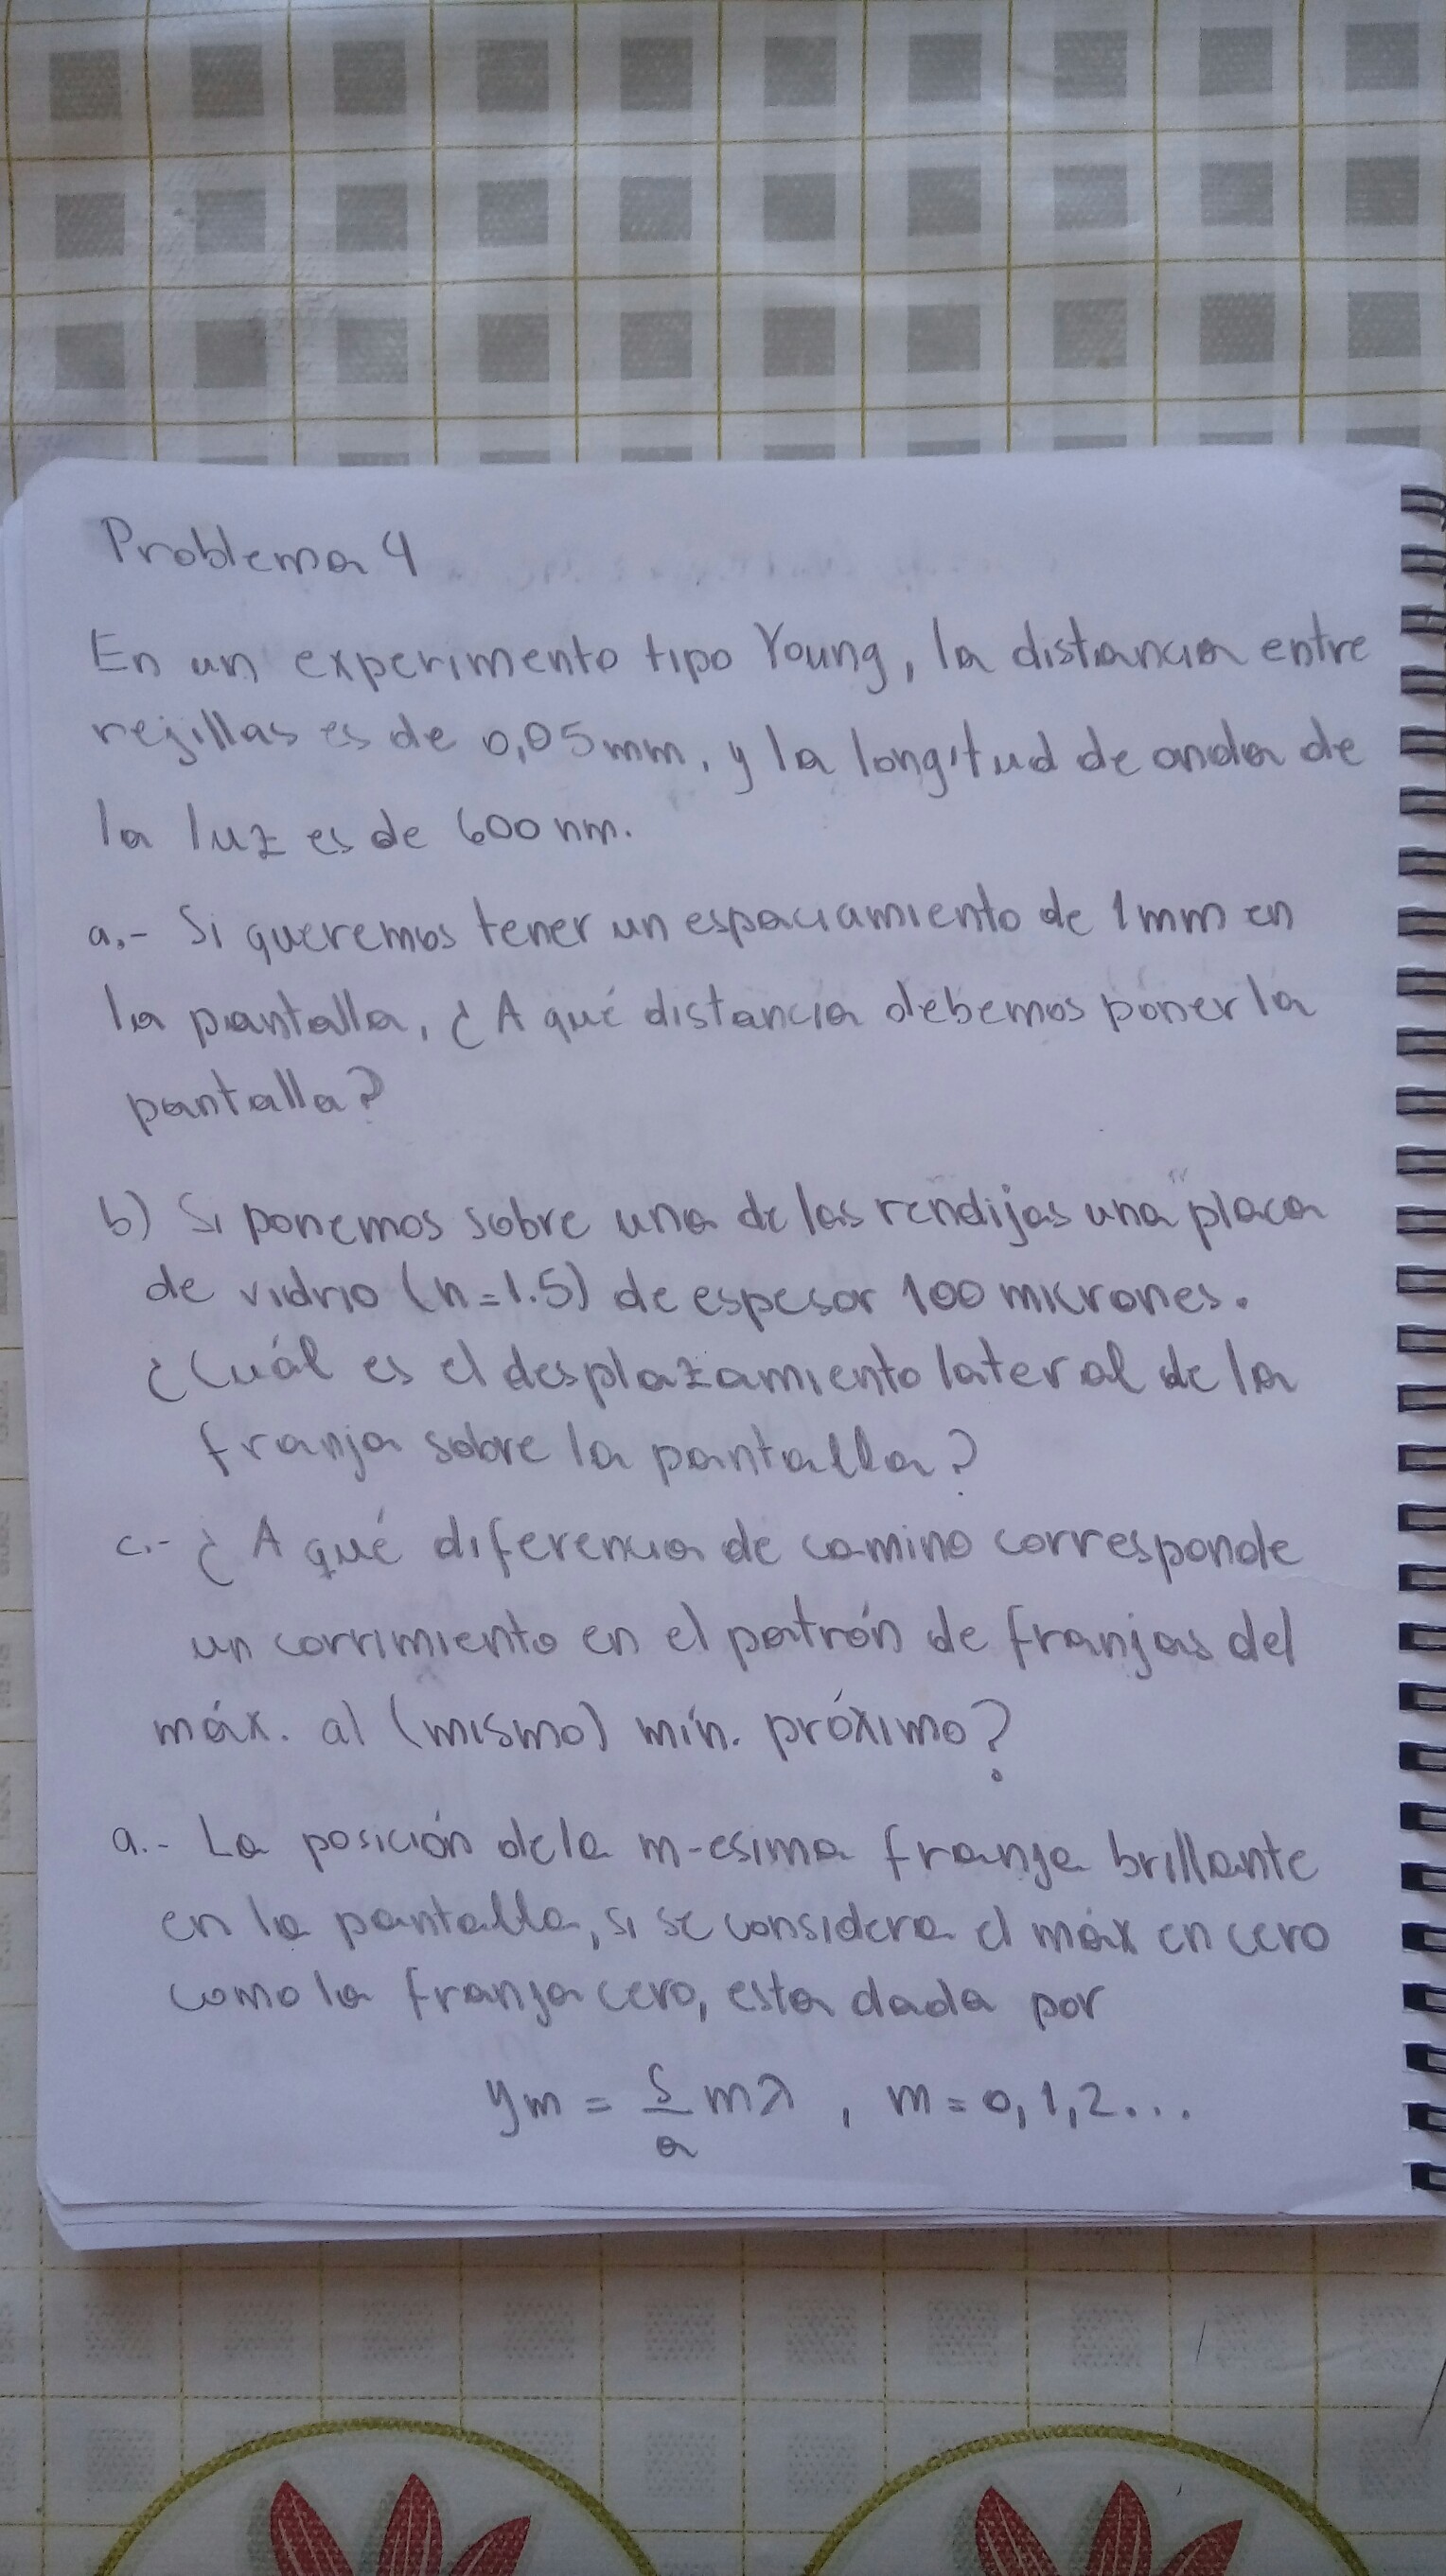 Problema 4
En un experimento tipo Young, la distancia entre
rejillas es de 0,05 mm, y la longitud de onda de
la luz es de 600 nm.
a.- Si queremos tener un espaciamiento de 1 mm en
la pantalla, ¿A qué distancia debemos poner la
pantalla?
b) Si ponemos sobre una de las rendijas una placa
de vidrio (n=1.5) de espesor 100 micrones.
¿Cuál es el desplazamiento lateral de la
franja sobre la pantalla?
c.- ¿A qué diferencia de camino corresponde
un corrimiento en el patrón de franjas del
máx. al (mismo) mín. próximo?
a.- La posición de la m-esima franja brillante
en la pantalla, si se considera el máx en cero
como la franja cero, esta dada por
ym = s/a mλ , m = 0,1,2...